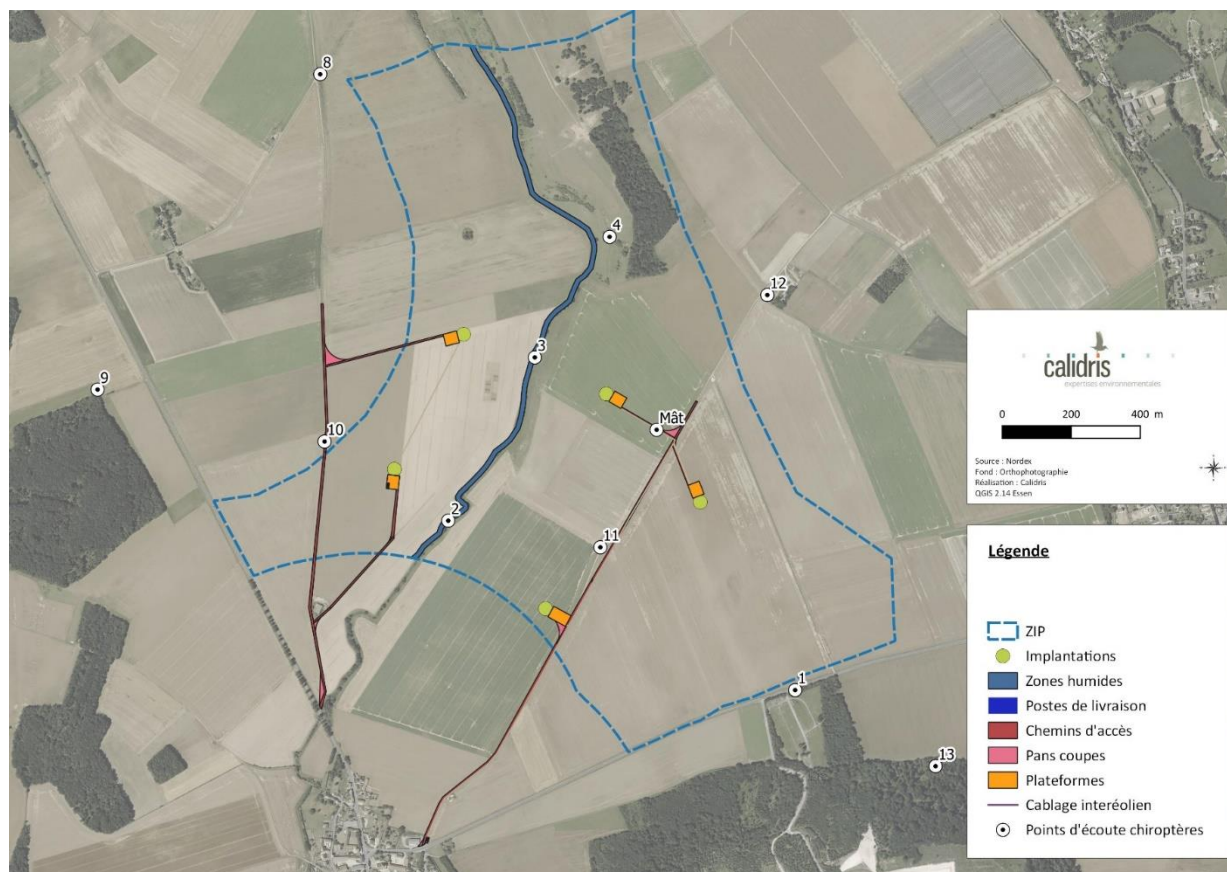 8
4
12
3
9
Mât
10
2
11
1
13
calidris
expertises environnementales
0 200 400 m
Source : Nordex
Fond : Orthophotographie
Réalisation : Calidris
QGIS 2.14 Essen
Légende
ZIP
Implantations
Zones humides
Postes de livraison
Chemins d'accès
Pans coupes
Plateformes
Cablage interéolien
Points d'écoute chiroptères